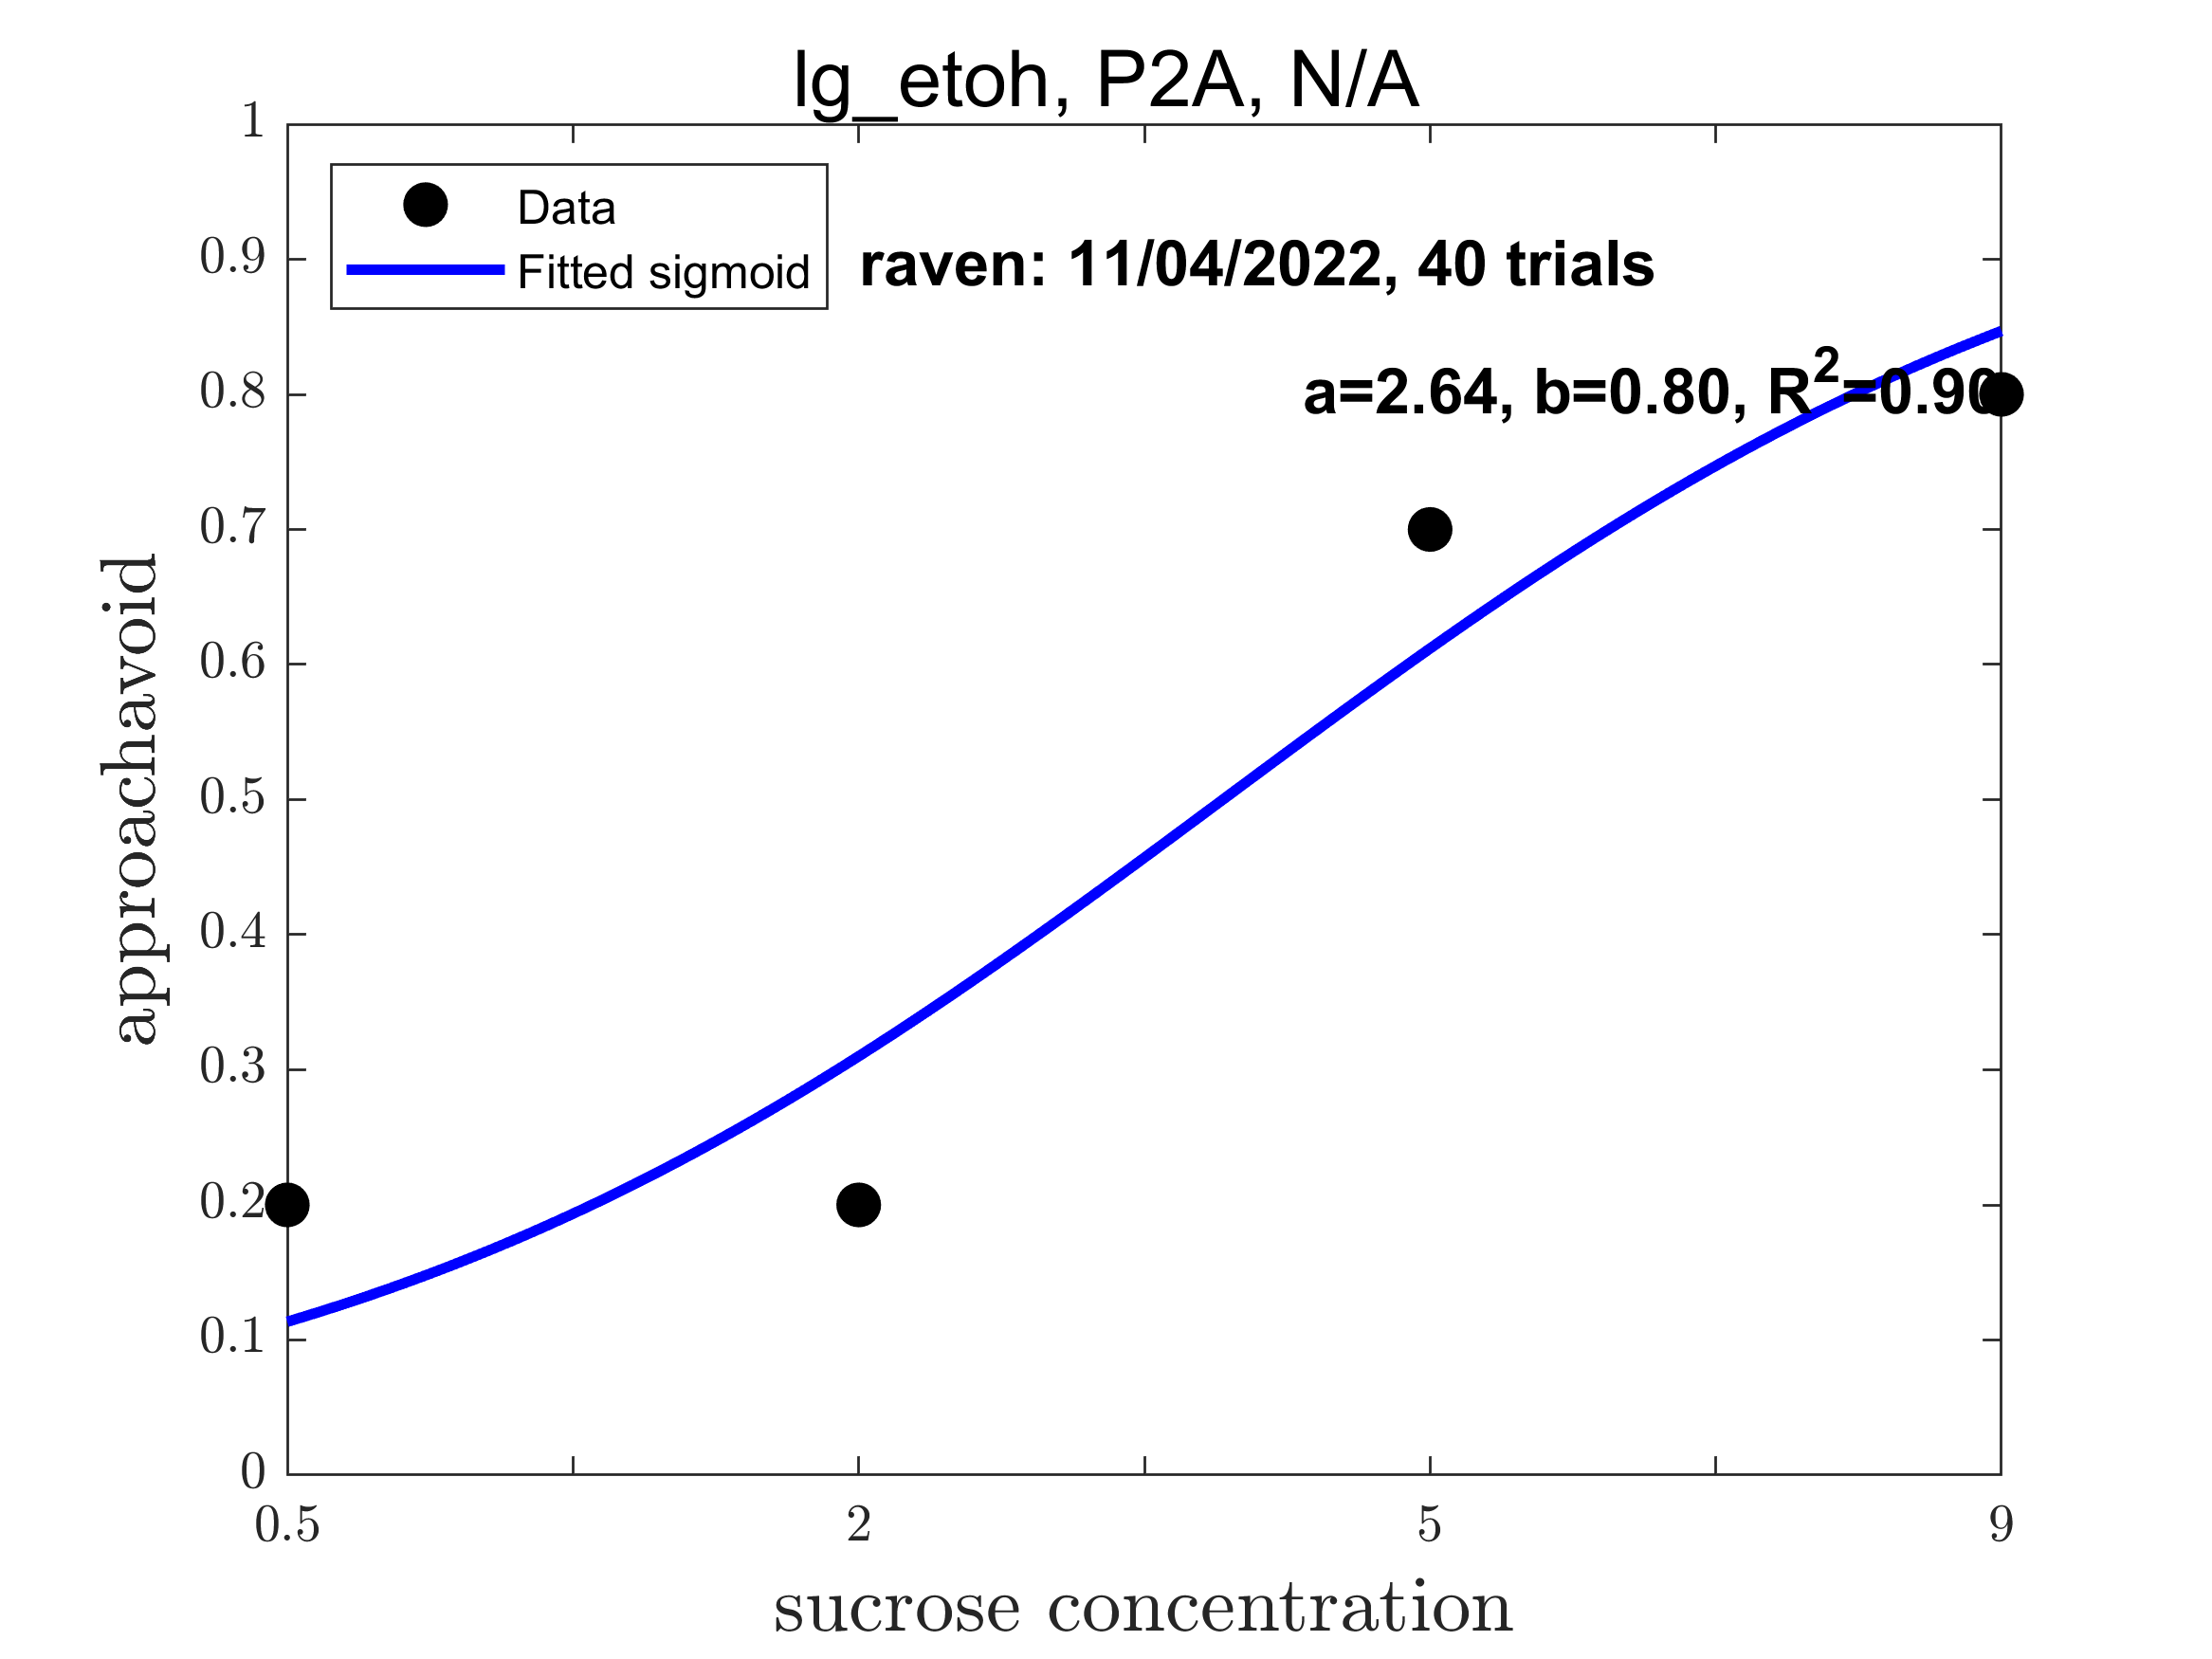 lg_etoh, P2A, N/A
1
Data
Fitted sigmoid
raven: 11/04/2022, 40 trials
0.9
a=2.64, b=0.80, R²=0.90
0.8
0.7
0.6
0.5
0.4
0.3
0.2
0.1
0
approachavoid
0.5 2 5 9
sucrose concentration